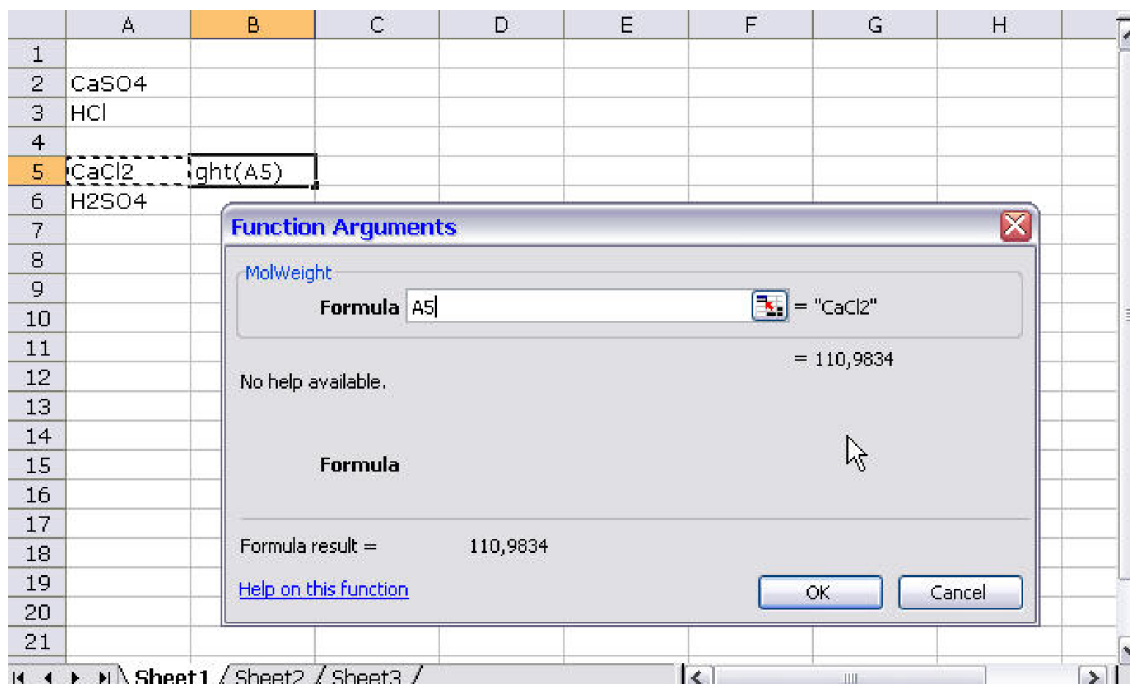 A B C D E F G H
1
2 CaSO4
3 HCl
4
5 CaCl2 ght(A5)
6 H2SO4
7
8
9
10
11
12
13
14
15
16
17
18
19
20
21
Function Arguments
MolWeight
Formula A5 = "CaCl2"
= 110,9834
No help available.
Formula
Formula result = 110,9834
Help on this function OK Cancel
Sheet1 / Sheet2 / Sheet3 /